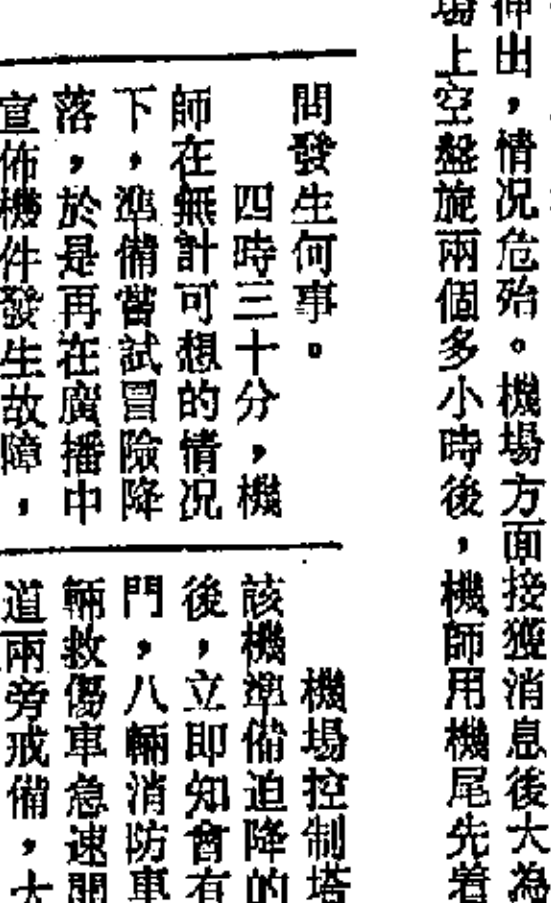 伸出，情況危殆。機場方面接獲消息後大為
場上空盤旋兩個多小時後，機師用機尾先着
問發生何事。
四時三十分，機
師在無計可想的情況
下，準備嘗試冒險降
落，於是再在廣播中
宣佈機件發生故障，
機場控制塔
該機準備迫降的
後，立即知會有
門，八輛消防車
輛救傷車急速開
道兩旁戒備，大